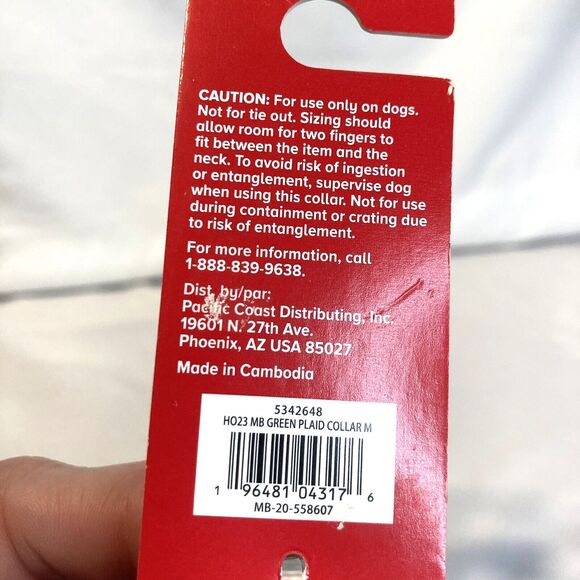 CAUTION: For use only on dogs.
Not for tie out. Sizing should
allow room for two fingers to
fit between the item and the
neck. To avoid risk of ingestion
or entanglement, supervise dog
when using this collar. Not for use
during containment or crating due
to risk of entanglement.
For more information, call
1-888-839-9638.
Dist. by/par:
Pacific Coast Distributing, Inc.
19601 N. 27th Ave.
Phoenix, AZ USA 85027
Made in Cambodia
5342648
HO23 MB GREEN PLAID COLLAR M
1 96481 04317 6
MB-20-558607